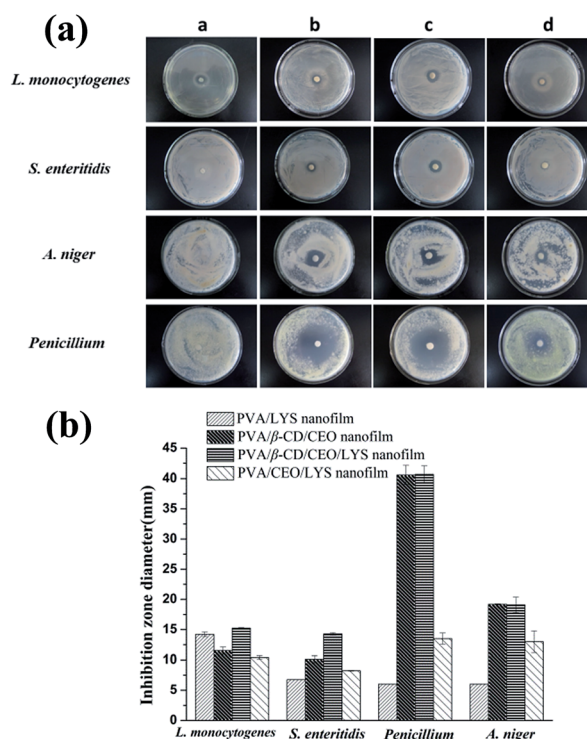 (a)
a b c d
L. monocytogenes
S. enteritidis
A. niger
Penicillium
(b)
PVA/LYS nanofilm
PVA/β-CD/CEO nanofilm
PVA/β-CD/CEO/LYS nanofilm
PVA/CEO/LYS nanofilm
Inhibition zone diameter(mm)
45
40
35
30
25
20
15
10
5
0
L. monocytogenes S. enteritidis Penicillium A. niger